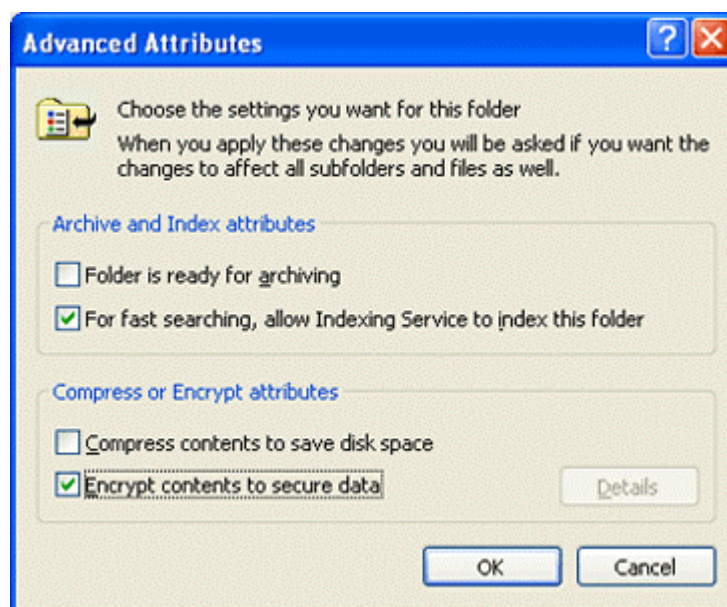 Advanced Attributes
?
Choose the settings you want for this folder
When you apply these changes you will be asked if you want the
changes to affect all subfolders and files as well.
Archive and Index attributes
Folder is ready for archiving
For fast searching, allow Indexing Service to index this folder
Compress or Encrypt attributes
Compress contents to save disk space
Encrypt contents to secure data
Details
OK
Cancel